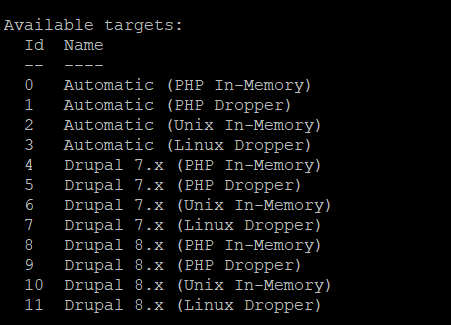 Available targets:
Id  Name
--  ----
0   Automatic (PHP In-Memory)
1   Automatic (PHP Dropper)
2   Automatic (Unix In-Memory)
3   Automatic (Linux Dropper)
4   Drupal 7.x (PHP In-Memory)
5   Drupal 7.x (PHP Dropper)
6   Drupal 7.x (Unix In-Memory)
7   Drupal 7.x (Linux Dropper)
8   Drupal 8.x (PHP In-Memory)
9   Drupal 8.x (PHP Dropper)
10  Drupal 8.x (Unix In-Memory)
11  Drupal 8.x (Linux Dropper)